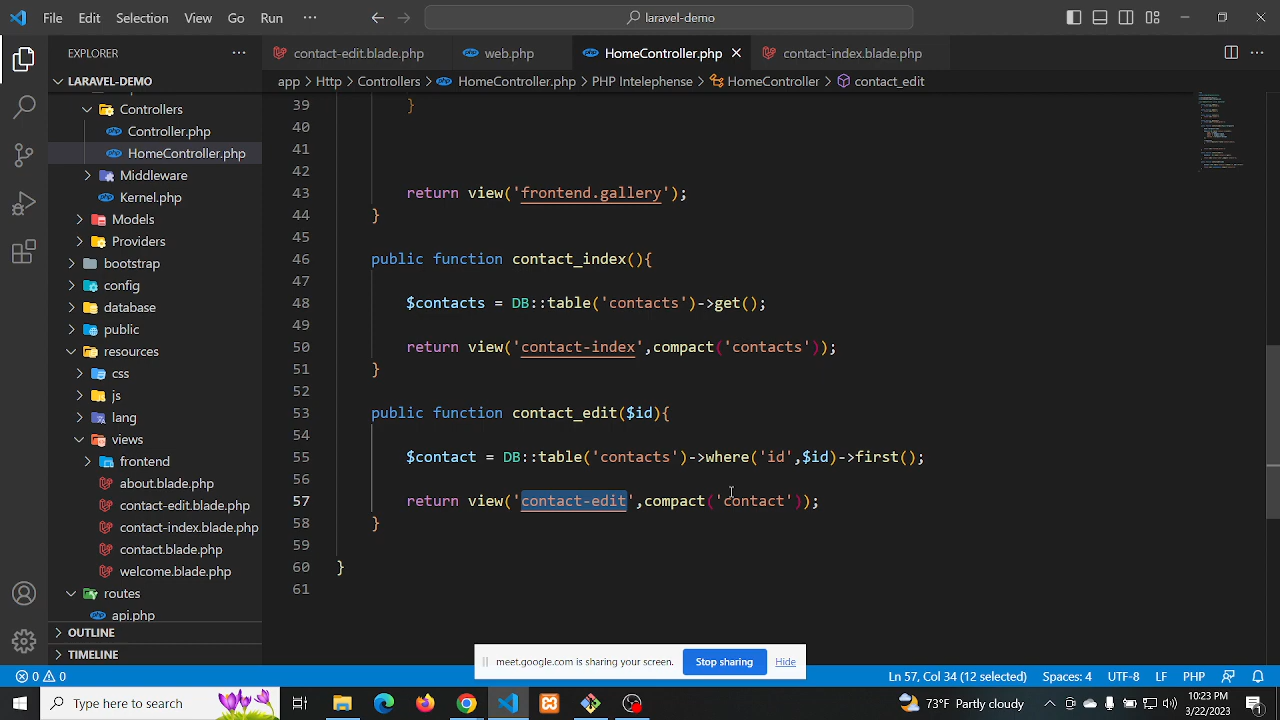 File Edit Selection View Go Run ··· laravel-demo
EXPLORER ···
contact-edit.blade.php web.php HomeController.php contact-index.blade.php ···
LARAVEL-DEMO
app > Http > Controllers > HomeController.php > PHP Intelephense > HomeController > contact_edit
Controllers
Controller.php
HomeController.php
Middleware
Kernel.php
Models
Providers
bootstrap
config
database
public
resources
css
js
lang
views
frontend
about.blade.php
contact-edit.blade.php
contact-index.blade.php
contact.blade.php
welcome.blade.php
routes
api.php
OUTLINE
TIMELINE
39 }
40
41
42
43 return view('frontend.gallery');
44 }
45
46 public function contact_index(){
47
48 $contacts = DB::table('contacts')->get();
49
50 return view('contact-index',compact('contacts'));
51 }
52
53 public function contact_edit($id){
54
55 $contact = DB::table('contacts')->where('id',$id)->first();
56
57 return view('contact-edit',compact('contact'));
58 }
59
60 }
61
meet.google.com is sharing your screen. Stop sharing Hide
0 0 Ln 57, Col 34 (12 selected) Spaces: 4 UTF-8 LF PHP
Type here to search 73°F Partly cloudy 10:23 PM
3/22/2023